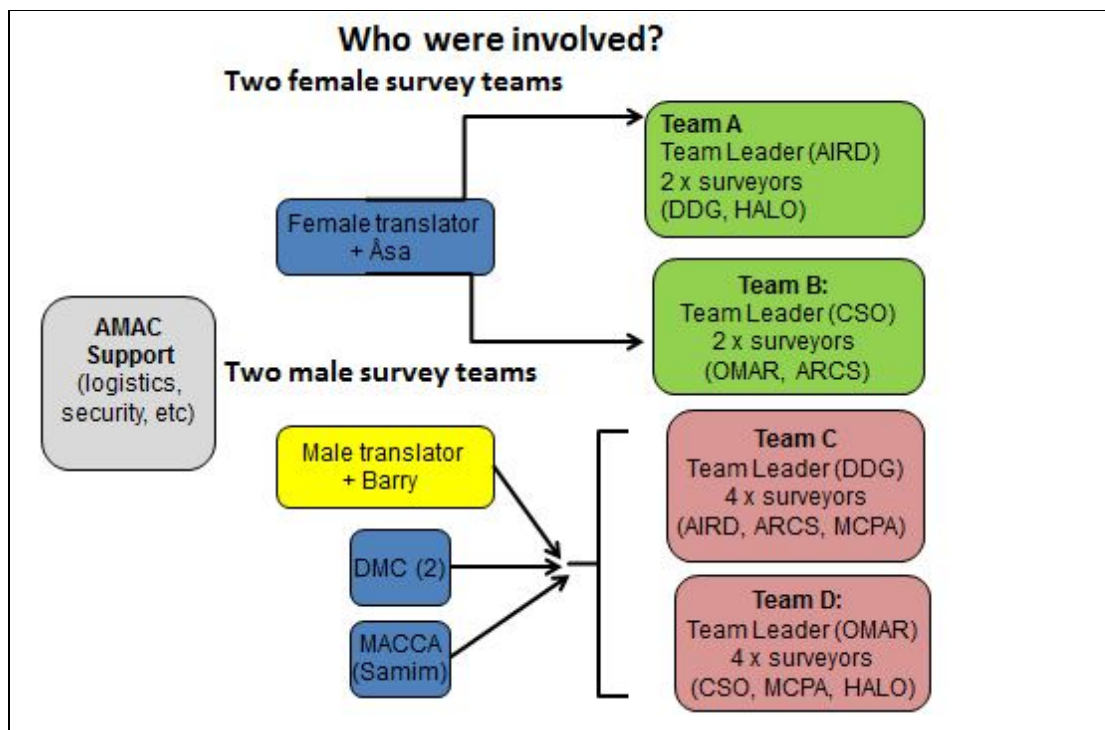 Who were involved?
Two female survey teams
Team A
Team Leader (AIRD)
2 x surveyors
(DDG, HALO)
Female translator
+ Åsa
Team B:
Team Leader (CSO)
2 x surveyors
(OMAR, ARCS)
AMAC
Support
(logistics,
security, etc)
Two male survey teams
Male translator
+ Barry
Team C
Team Leader (DDG)
4 x surveyors
(AIRD, ARCS, MCPA)
DMC (2)
MACCA
(Samim)
Team D:
Team Leader (OMAR)
4 x surveyors
(CSO, MCPA, HALO)